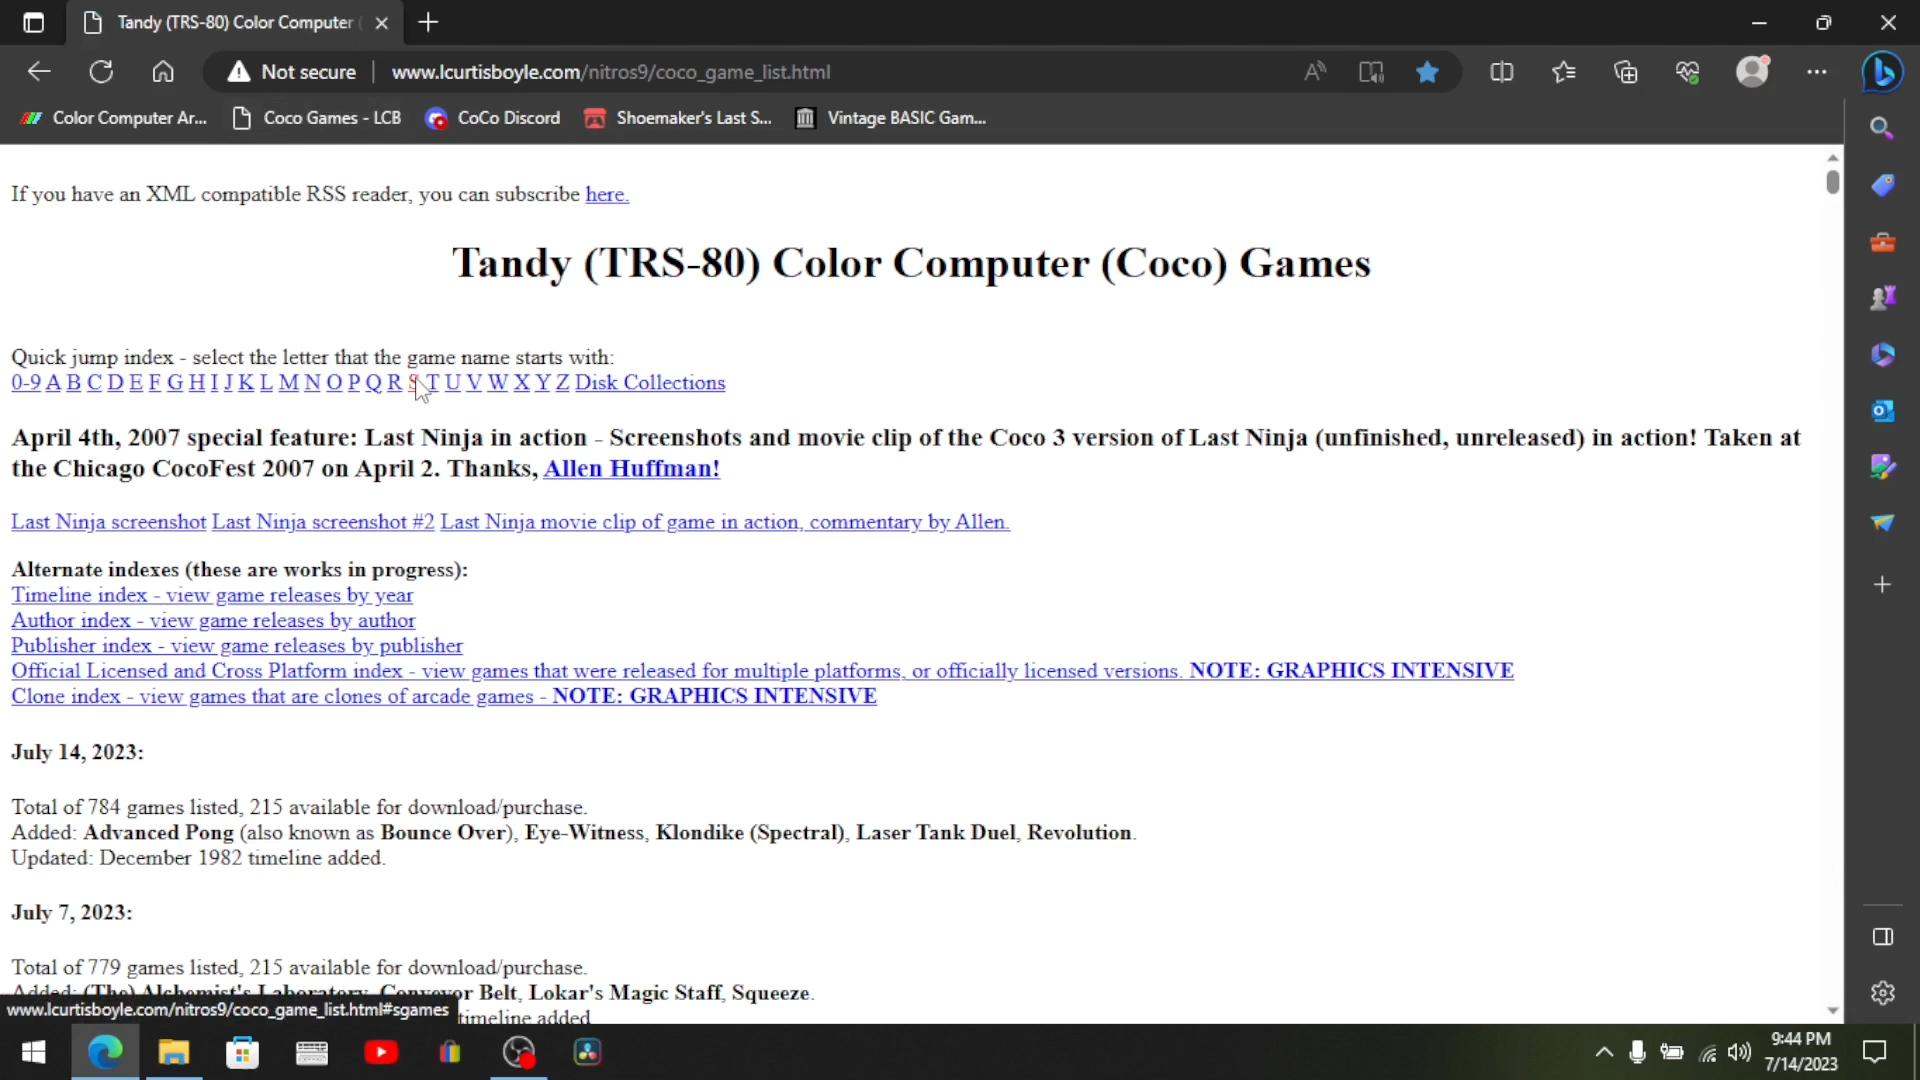 Tandy (TRS-80) Color Computer (
Not secure www.lcurtisboyle.com/nitros9/coco_game_list.html
Color Computer Ar... Coco Games - LCB CoCo Discord Shoemaker's Last S... Vintage BASIC Gam...
If you have an XML compatible RSS reader, you can subscribe here.
Tandy (TRS-80) Color Computer (Coco) Games
Quick jump index - select the letter that the game name starts with:
0-9 A B C D E F G H I J K L M N O P Q R S T U V W X Y Z Disk Collections
April 4th, 2007 special feature: Last Ninja in action - Screenshots and movie clip of the Coco 3 version of Last Ninja (unfinished, unreleased) in action! Taken at
the Chicago CocoFest 2007 on April 2. Thanks, Allen Huffman!
Last Ninja screenshot Last Ninja screenshot #2 Last Ninja movie clip of game in action, commentary by Allen.
Alternate indexes (these are works in progress):
Timeline index - view game releases by year
Author index - view game releases by author
Publisher index - view game releases by publisher
Official Licensed and Cross Platform index - view games that were released for multiple platforms, or officially licensed versions. NOTE: GRAPHICS INTENSIVE
Clone index - view games that are clones of arcade games - NOTE: GRAPHICS INTENSIVE
July 14, 2023:
Total of 784 games listed, 215 available for download/purchase.
Added: Advanced Pong (also known as Bounce Over), Eye-Witness, Klondike (Spectral), Laser Tank Duel, Revolution.
Updated: December 1982 timeline added.
July 7, 2023:
Total of 779 games listed, 215 available for download/purchase.
Added: (The) Alchemist's Laboratory, Conveyor Belt, Lokar's Magic Staff, Squeeze.
www.lcurtisboyle.com/nitros9/coco_game_list.html#sgames timeline added
9:44 PM
7/14/2023